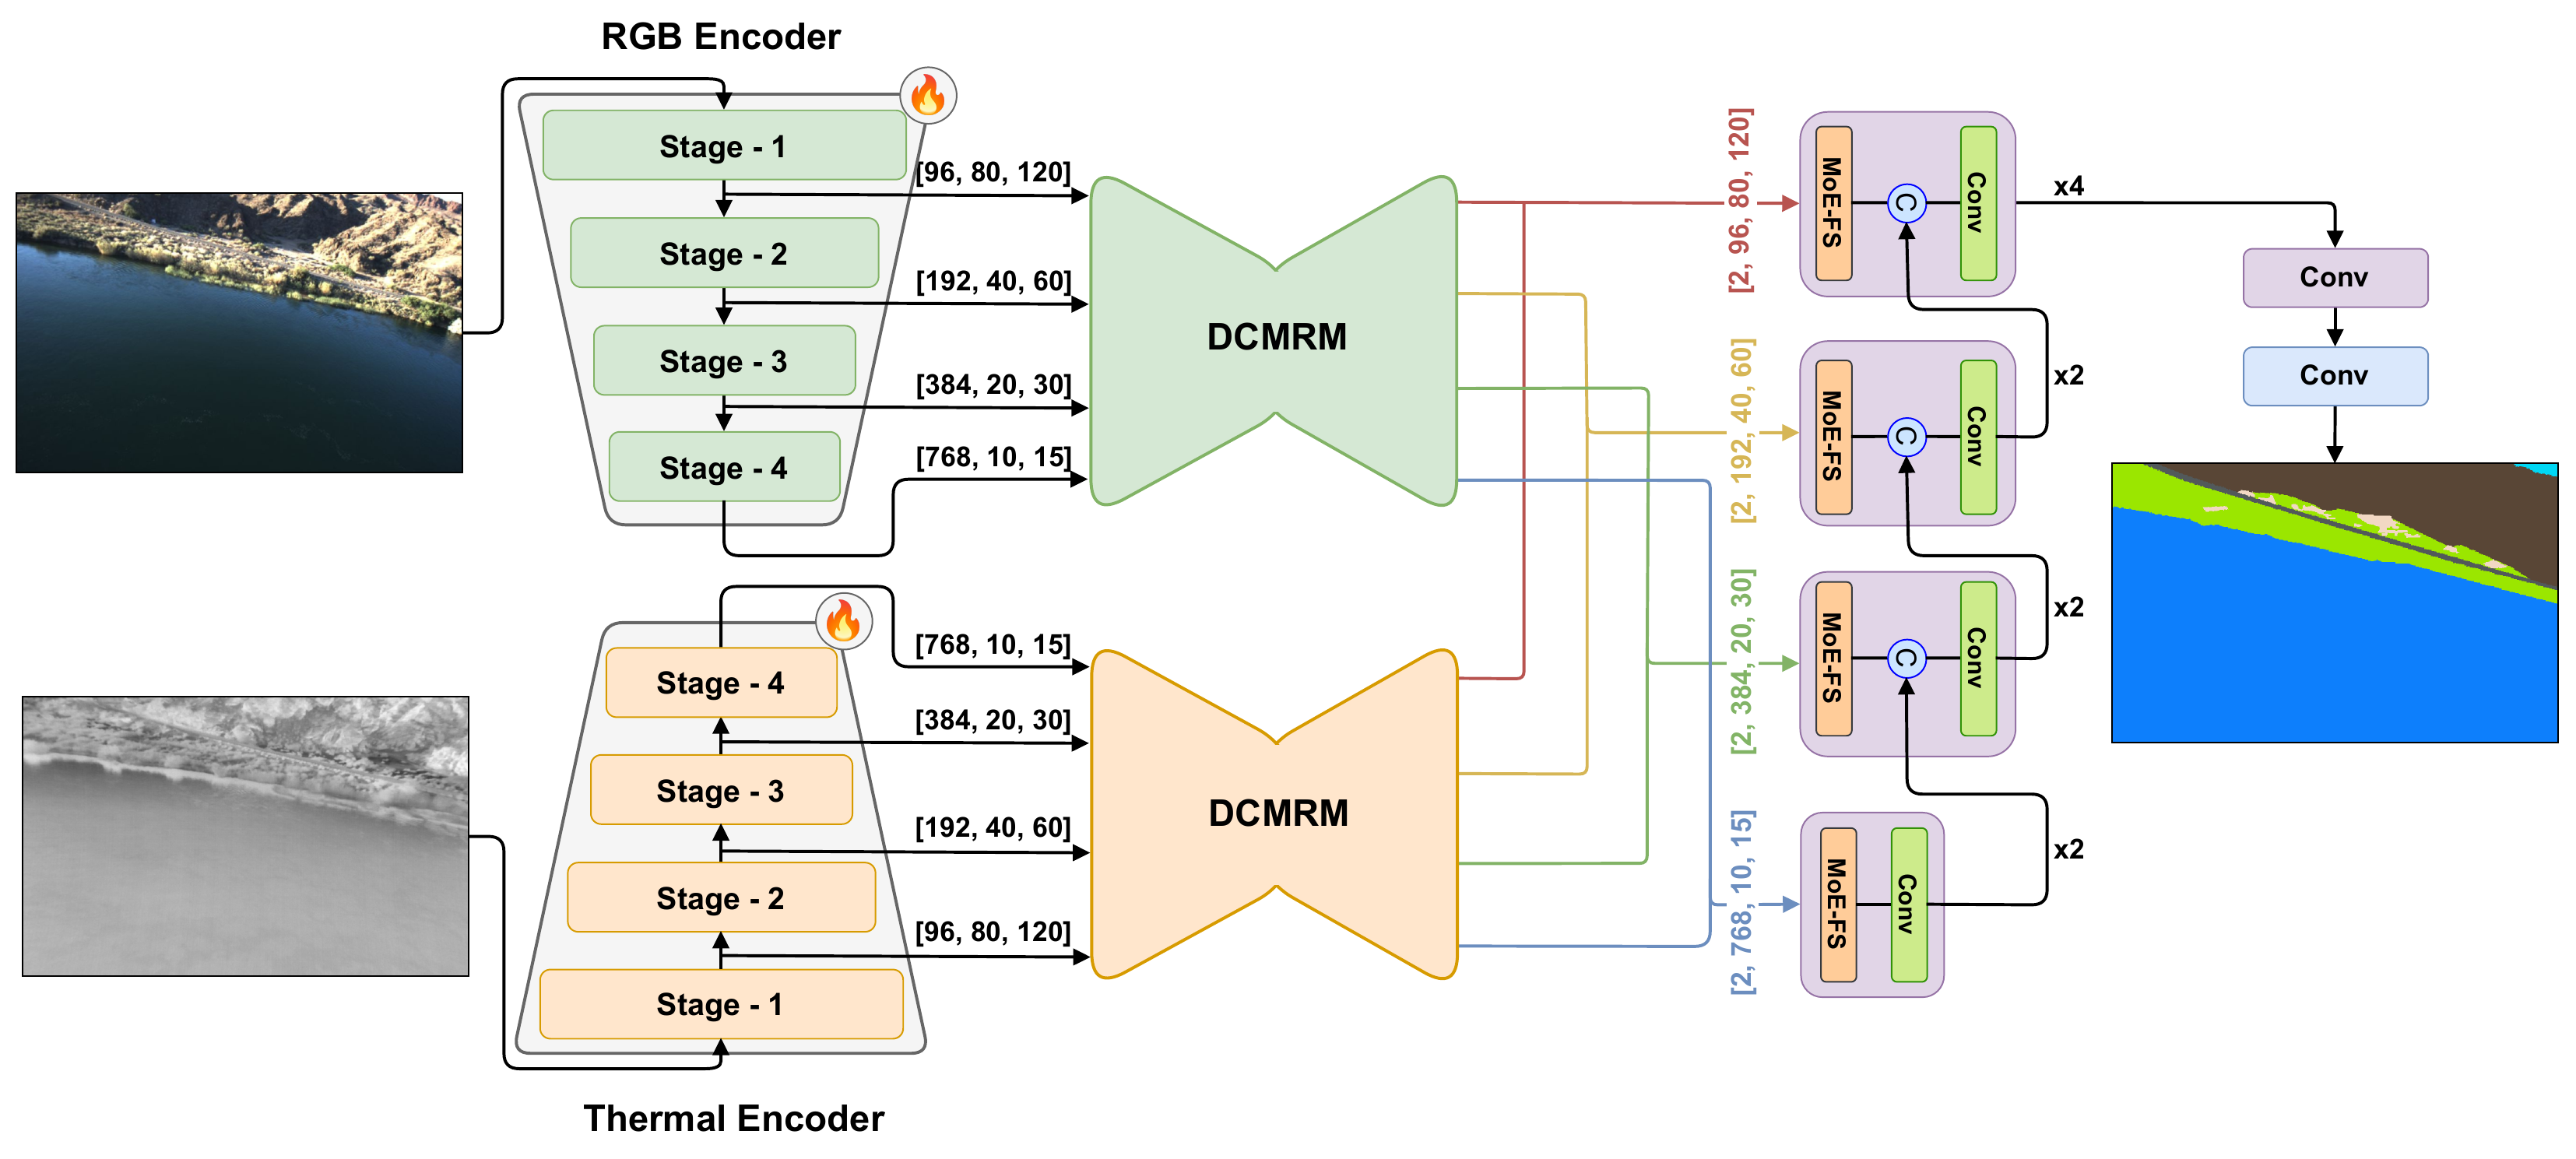 RGB Encoder
Stage - 1
[96, 80, 120]
Stage - 2
[192, 40, 60]
Stage - 3
[384, 20, 30]
Stage - 4
[768, 10, 15]
DCMRM
Stage - 4
[768, 10, 15]
[384, 20, 30]
Stage - 3
[192, 40, 60]
Stage - 2
[96, 80, 120]
Stage - 1
Thermal Encoder
DCMRM
[2, 96, 80, 120]
MoE-FS
C
Conv
x4
[2, 192, 40, 60]
MoE-FS
C
Conv
x2
[2, 384, 20, 30]
MoE-FS
C
Conv
x2
[2, 768, 10, 15]
MoE-FS
Conv
x2
Conv
Conv